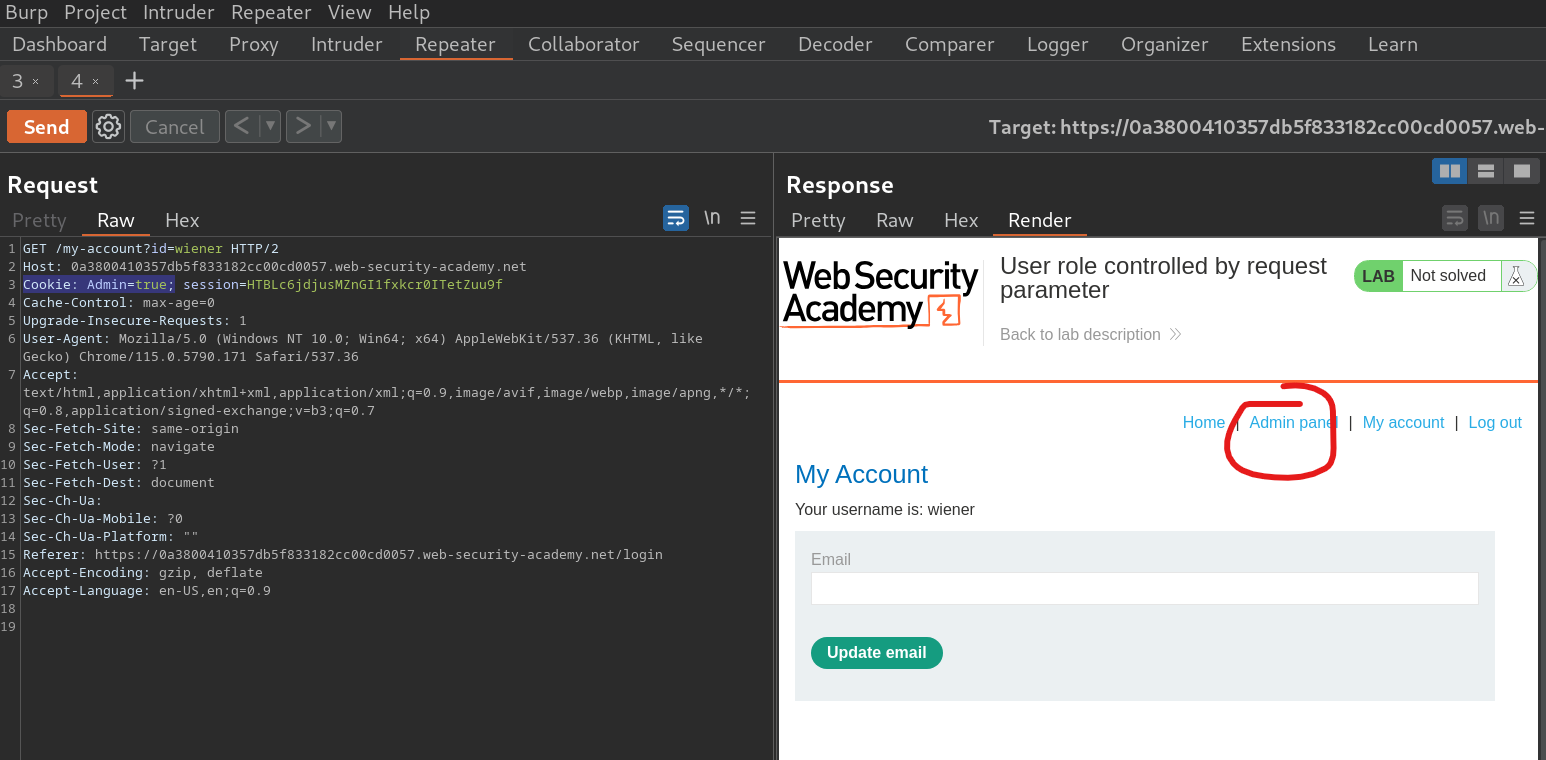 Burp Project Intruder Repeater View Help
Dashboard Target Proxy Intruder Repeater Collaborator Sequencer Decoder Comparer Logger Organizer Extensions Learn
3 × 4 × +
Send Cancel < >
Target: https://0a3800410357db5f833182cc00cd0057.web-
Request
Pretty Raw Hex \n
1 GET /my-account?id=wiener HTTP/2
2 Host: 0a3800410357db5f833182cc00cd0057.web-security-academy.net
3 Cookie: Admin=true; session=HTBLc6jdjusMZnGI1fxkcr0ITetZuu9f
4 Cache-Control: max-age=0
5 Upgrade-Insecure-Requests: 1
6 User-Agent: Mozilla/5.0 (Windows NT 10.0; Win64; x64) AppleWebKit/537.36 (KHTML, like
Gecko) Chrome/115.0.5790.171 Safari/537.36
7 Accept:
text/html,application/xhtml+xml,application/xml;q=0.9,image/avif,image/webp,image/apng,*/*;
q=0.8,application/signed-exchange;v=b3;q=0.7
8 Sec-Fetch-Site: same-origin
9 Sec-Fetch-Mode: navigate
10 Sec-Fetch-User: ?1
11 Sec-Fetch-Dest: document
12 Sec-Ch-Ua:
13 Sec-Ch-Ua-Mobile: ?0
14 Sec-Ch-Ua-Platform: ""
15 Referer: https://0a3800410357db5f833182cc00cd0057.web-security-academy.net/login
16 Accept-Encoding: gzip, deflate
17 Accept-Language: en-US,en;q=0.9
18
19
Response
Pretty Raw Hex Render \n
Web Security
Academy
User role controlled by request
parameter
Back to lab description
LAB Not solved
Home | Admin panel | My account | Log out
My Account
Your username is: wiener
Email
Update email